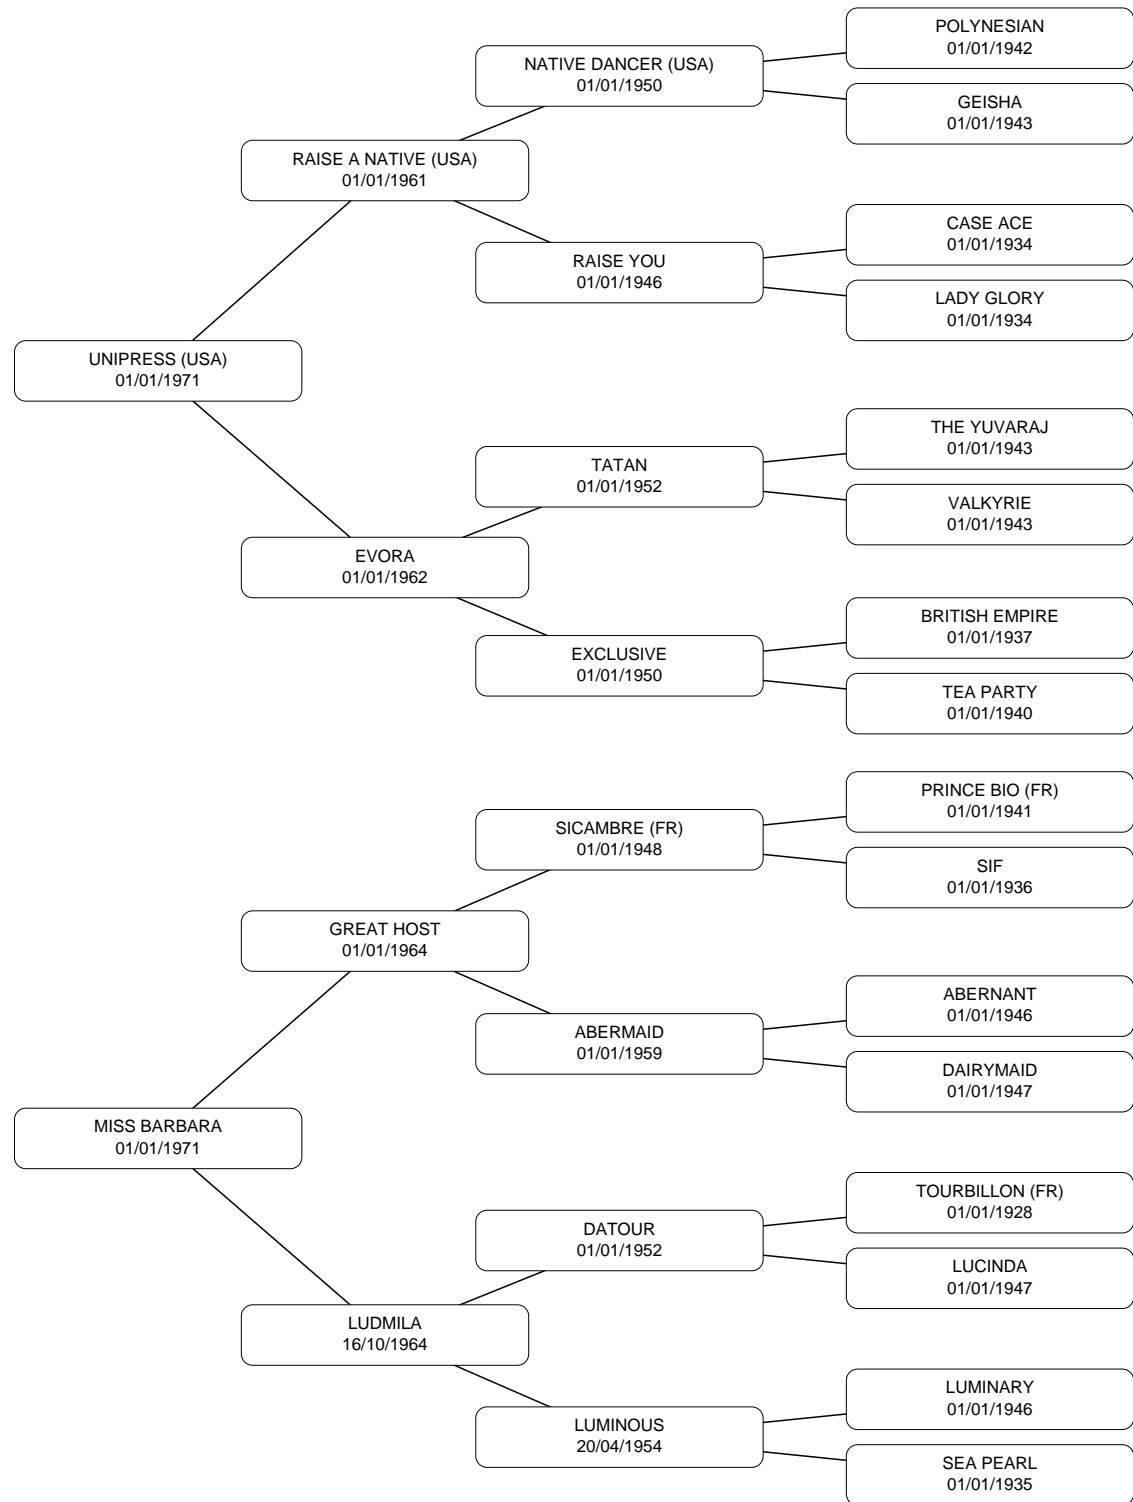 POLYNESIAN
01/01/1942
NATIVE DANCER (USA)
01/01/1950
GEISHA
01/01/1943
RAISE A NATIVE (USA)
01/01/1961
CASE ACE
01/01/1934
RAISE YOU
01/01/1946
LADY GLORY
01/01/1934
UNIPRESS (USA)
01/01/1971
THE YUVARAJ
01/01/1943
TATAN
01/01/1952
VALKYRIE
01/01/1943
EVORA
01/01/1962
BRITISH EMPIRE
01/01/1937
EXCLUSIVE
01/01/1950
TEA PARTY
01/01/1940
PRINCE BIO (FR)
01/01/1941
SICAMBRE (FR)
01/01/1948
SIF
01/01/1936
GREAT HOST
01/01/1964
ABERNANT
01/01/1946
ABERMAID
01/01/1959
DAIRYMAID
01/01/1947
MISS BARBARA
01/01/1971
TOURBILLON (FR)
01/01/1928
DATOUR
01/01/1952
LUCINDA
01/01/1947
LUDMILA
16/10/1964
LUMINARY
01/01/1946
LUMINOUS
20/04/1954
SEA PEARL
01/01/1935